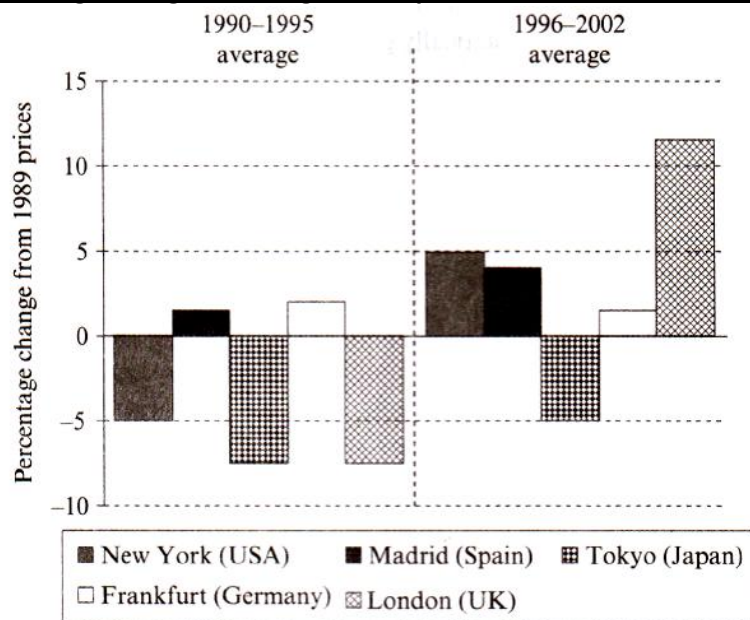 1990–1995
average
1996–2002
average
Percentage change from 1989 prices
15
10
5
0
–5
–10
New York (USA)
Madrid (Spain)
Tokyo (Japan)
Frankfurt (Germany)
London (UK)